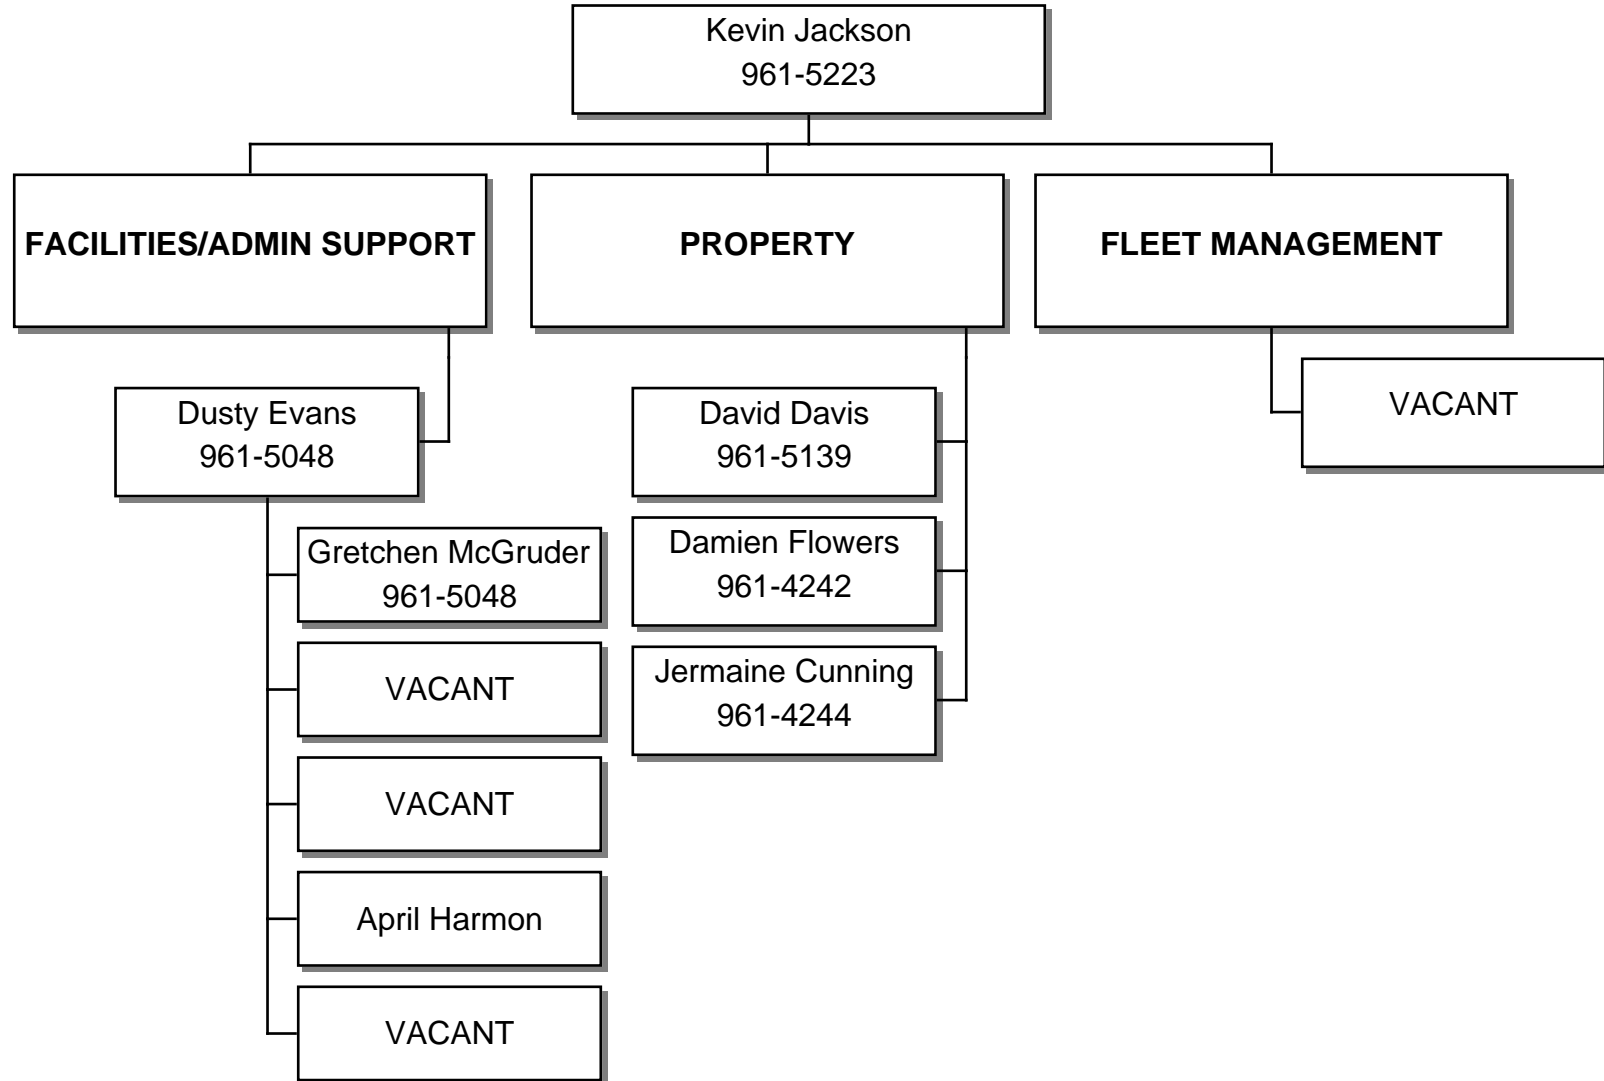 Kevin Jackson
961-5223
FACILITIES/ADMIN SUPPORT
PROPERTY
FLEET MANAGEMENT
Dusty Evans
961-5048
Gretchen McGruder
961-5048
VACANT
VACANT
April Harmon
VACANT
David Davis
961-5139
Damien Flowers
961-4242
Jermaine Cunning
961-4244
VACANT